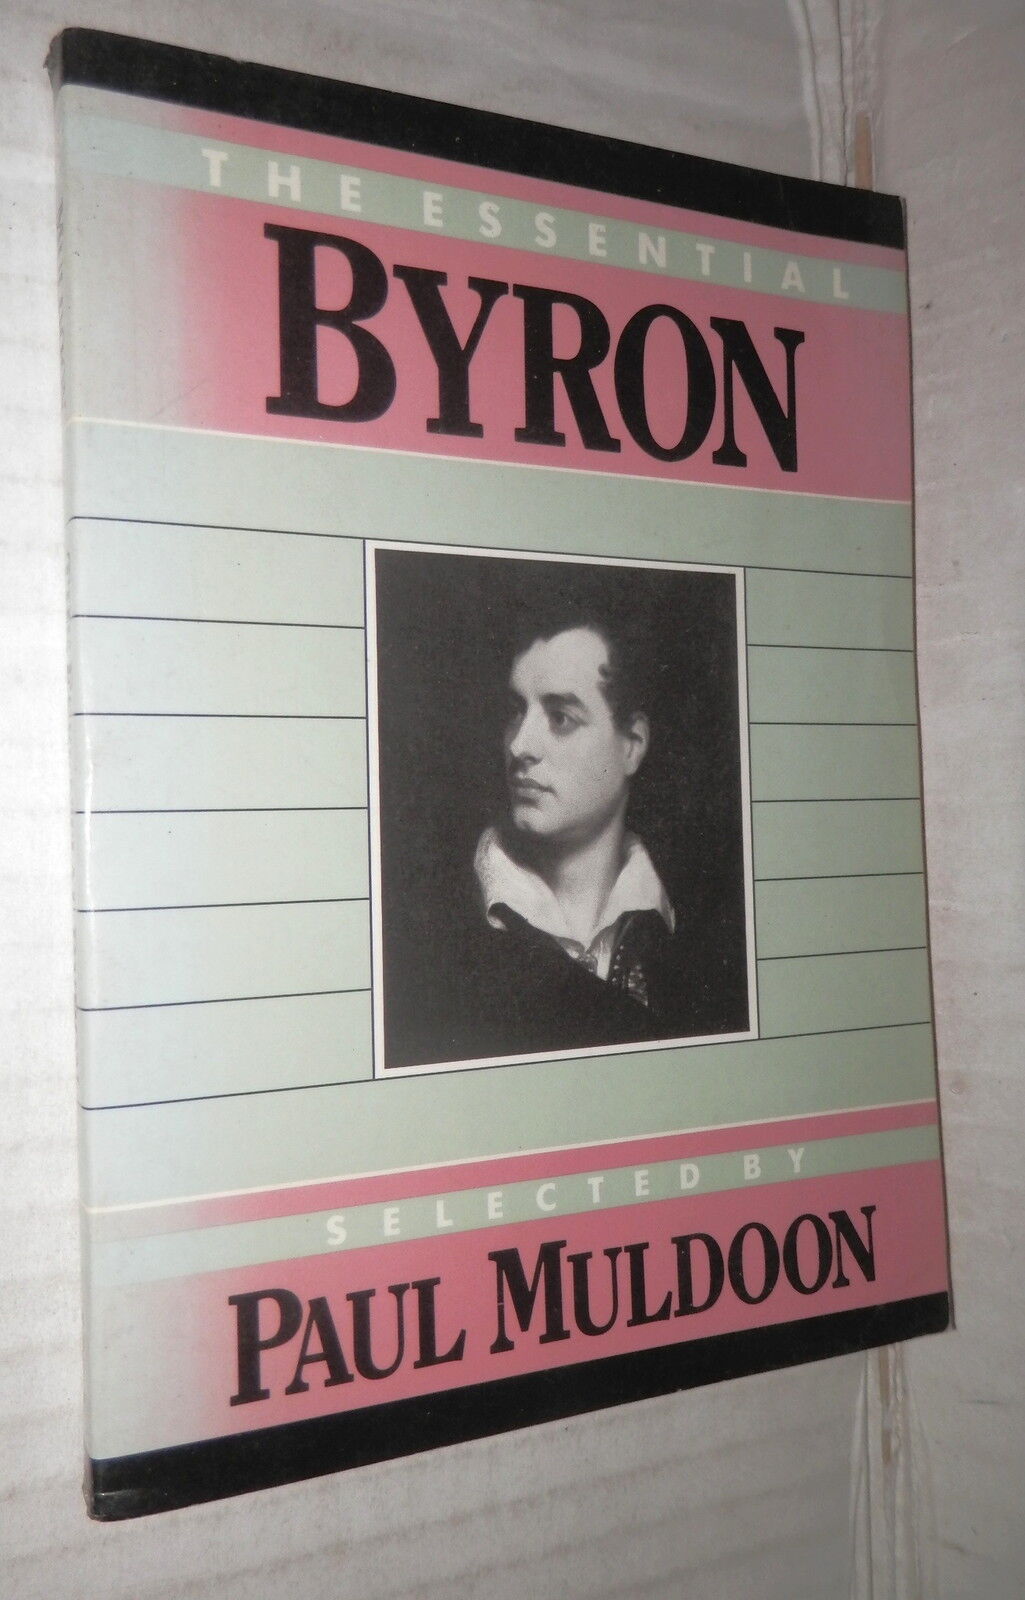 THE ESSENTIAL
BYRON
SELECTED BY
PAUL MULDOON